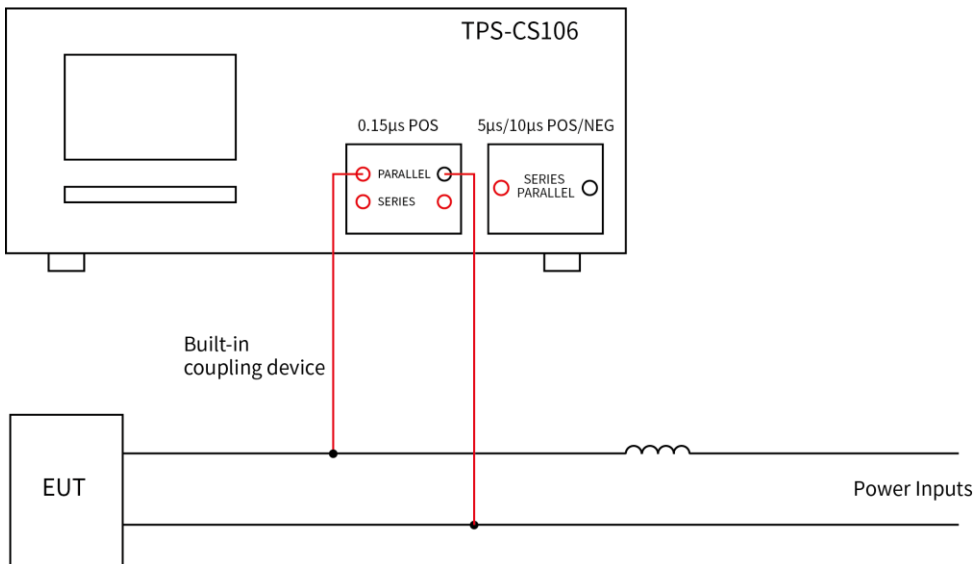 TPS-CS106
0.15μs POS
5μs/10μs POS/NEG
PARALLEL
SERIES
SERIES
PARALLEL
Built-in
coupling device
EUT
Power Inputs